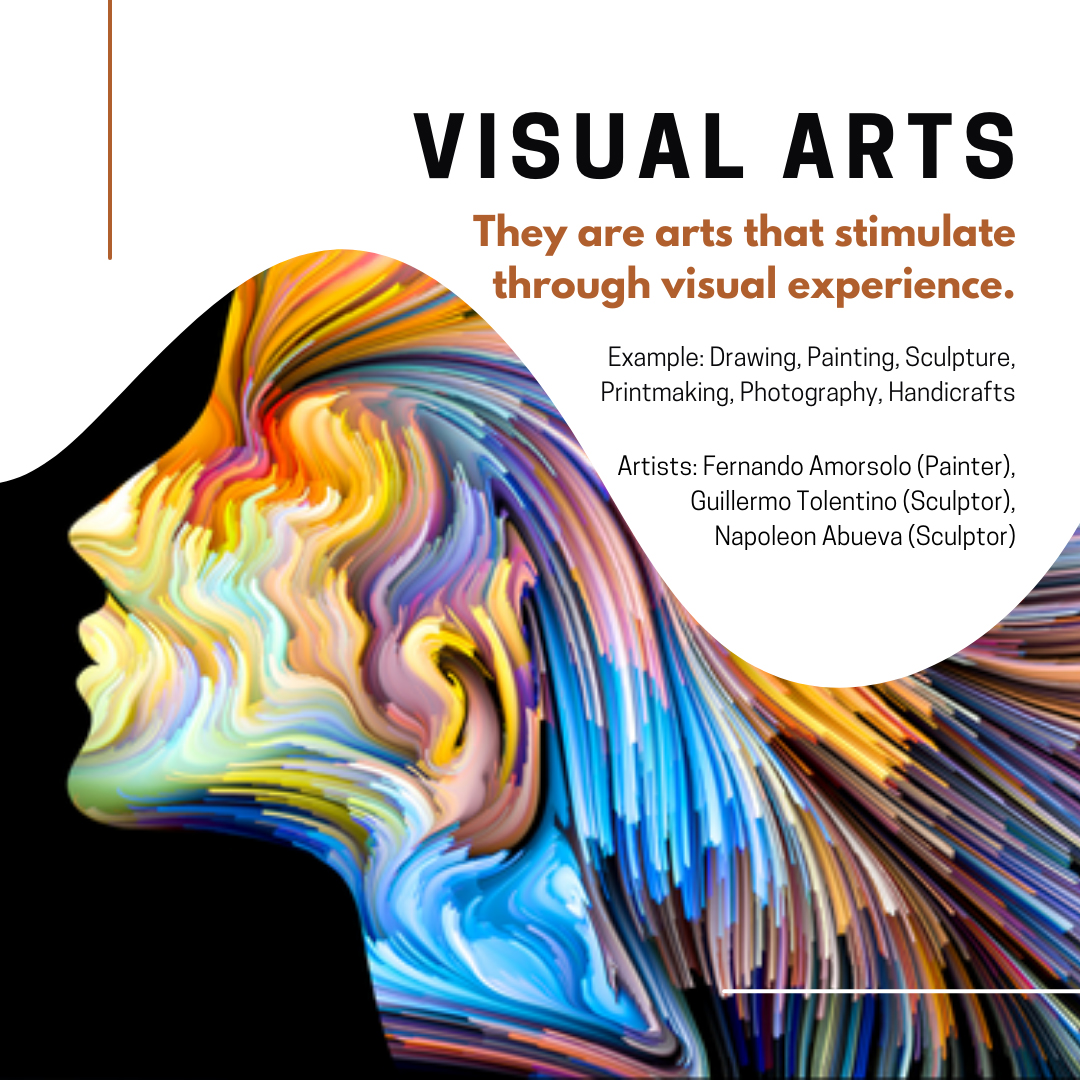 VISUAL ARTS
They are arts that stimulate
through visual experience.
Example: Drawing, Painting, Sculpture,
Printmaking, Photography, Handicrafts
Artists: Fernando Amorsolo (Painter),
Guillermo Tolentino (Sculptor),
Napoleon Abueva (Sculptor)